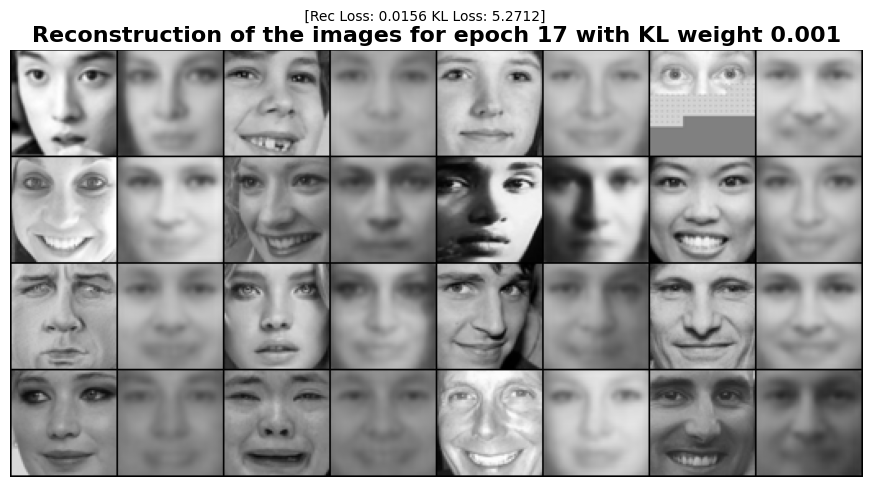 [Rec Loss: 0.0156 KL Loss: 5.2712]
Reconstruction of the images for epoch 17 with KL weight 0.001